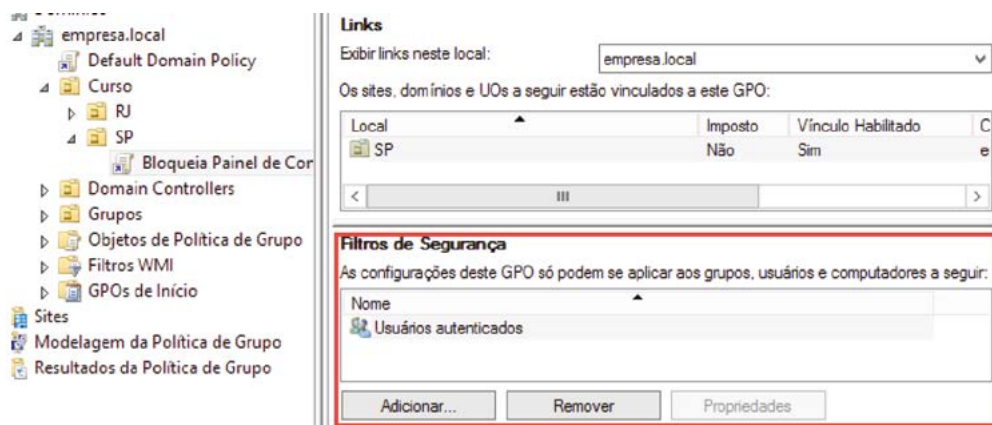 empresa.local
Default Domain Policy
Curso
RJ
SP
Bloqueia Painel de Cor
Domain Controllers
Grupos
Objetos de Política de Grupo
Filtros WMI
GPOs de Início
Sites
Modelagem da Política de Grupo
Resultados da Política de Grupo
Links
Exibir links neste local: empresa.local
Os sites, domínios e UOs a seguir estão vinculados a este GPO:
Local Imposto Vínculo Habilitado C
SP Não Sim e
Filtros de Segurança
As configurações deste GPO só podem se aplicar aos grupos, usuários e computadores a seguir:
Nome
Usuários autenticados
Adicionar... Remover Propriedades